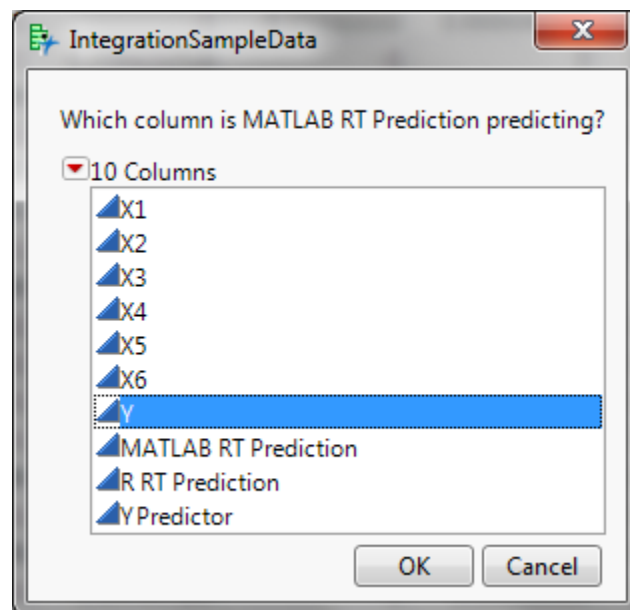 IntegrationSampleData
Which column is MATLAB RT Prediction predicting?
10 Columns
X1
X2
X3
X4
X5
X6
Y
MATLAB RT Prediction
R RT Prediction
Y Predictor
OK Cancel